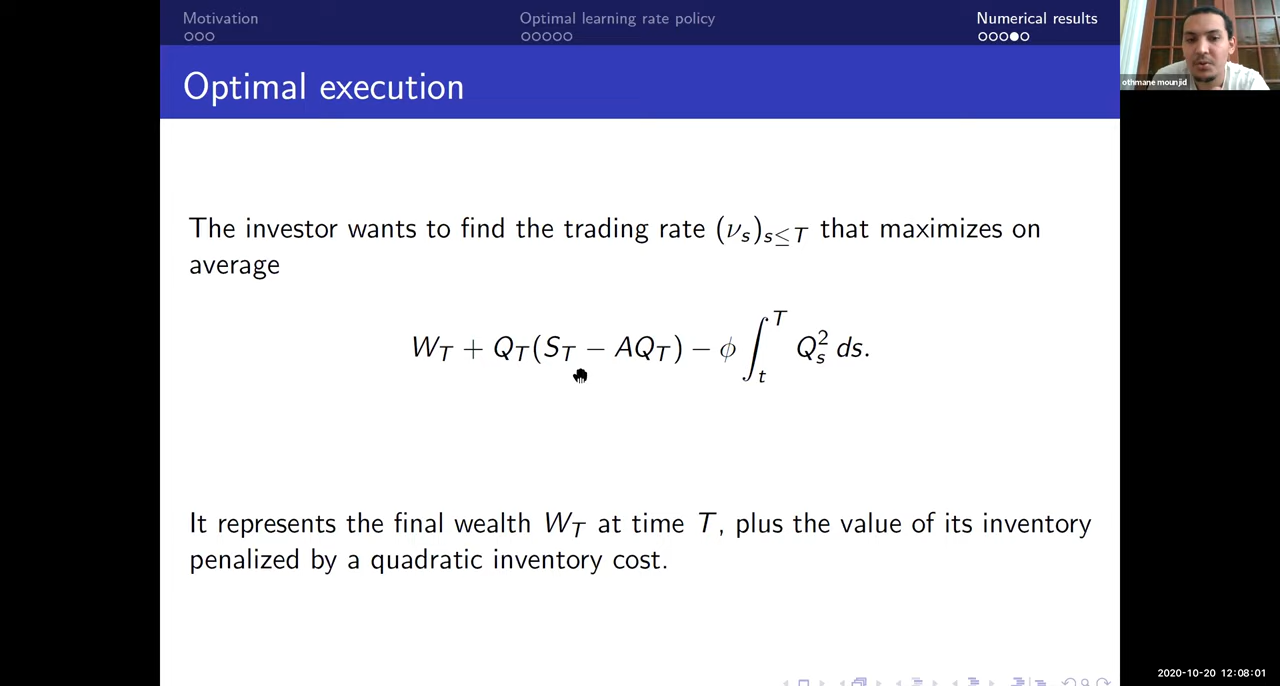 Motivation
Optimal learning rate policy
Numerical results
othmane mounjid
Optimal execution
The investor wants to find the trading rate (νₛ)ₛ≤T that maximizes on
average
W_T + Q_T(S_T − AQ_T) − ϕ ∫_t^T Q_s^2 ds.
It represents the final wealth W_T at time T, plus the value of its inventory
penalized by a quadratic inventory cost.
2020-10-20 12:08:01